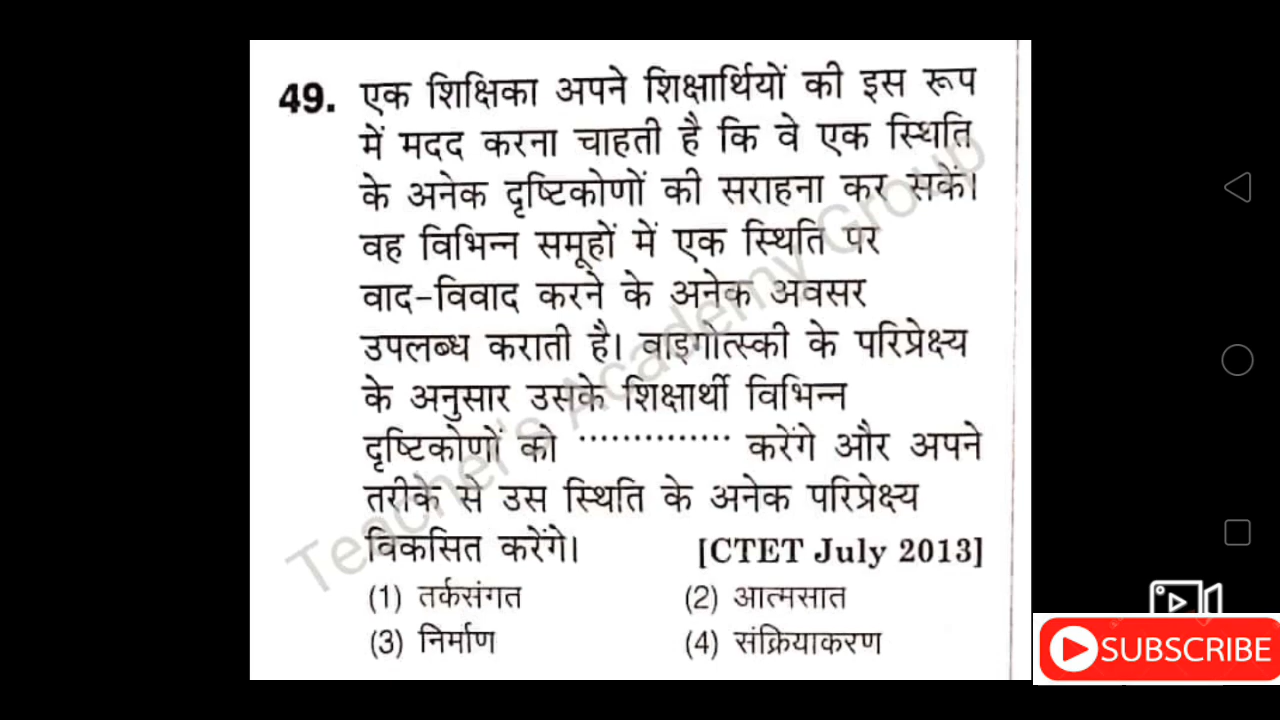 49. एक शिक्षिका अपने शिक्षार्थियों की इस रूप
में मदद करना चाहती है कि वे एक स्थिति
के अनेक दृष्टिकोणों की सराहना कर सकें।
वह विभिन्न समूहों में एक स्थिति पर
वाद-विवाद करने के अनेक अवसर
उपलब्ध कराती है। वाइगोत्स्की के परिप्रेक्ष्य
के अनुसार उसके शिक्षार्थी विभिन्न
दृष्टिकोणों को ·············· करेंगे और अपने
तरीके से उस स्थिति के अनेक परिप्रेक्ष्य
विकसित करेंगे। [CTET July 2013]
(1) तर्कसंगत (2) आत्मसात
(3) निर्माण (4) संक्रियाकरण
Teacher's Academy Group
SUBSCRIBE